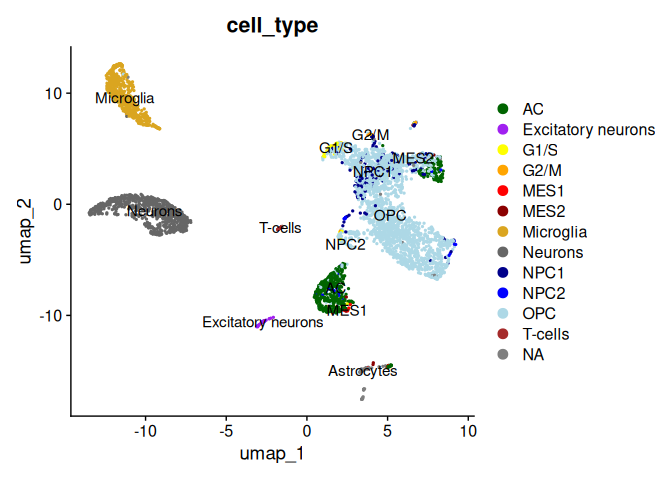 cell_type
10
0
-10
umap_2
-10
-5
0
5
10
umap_1
Microglia
G2/M
G1/S
MES2
NPC1
Neurons
OPC
T-cells
NPC2
AC
MES1
Excitatory neurons
Astrocytes
AC
Excitatory neurons
G1/S
G2/M
MES1
MES2
Microglia
Neurons
NPC1
NPC2
OPC
T-cells
NA